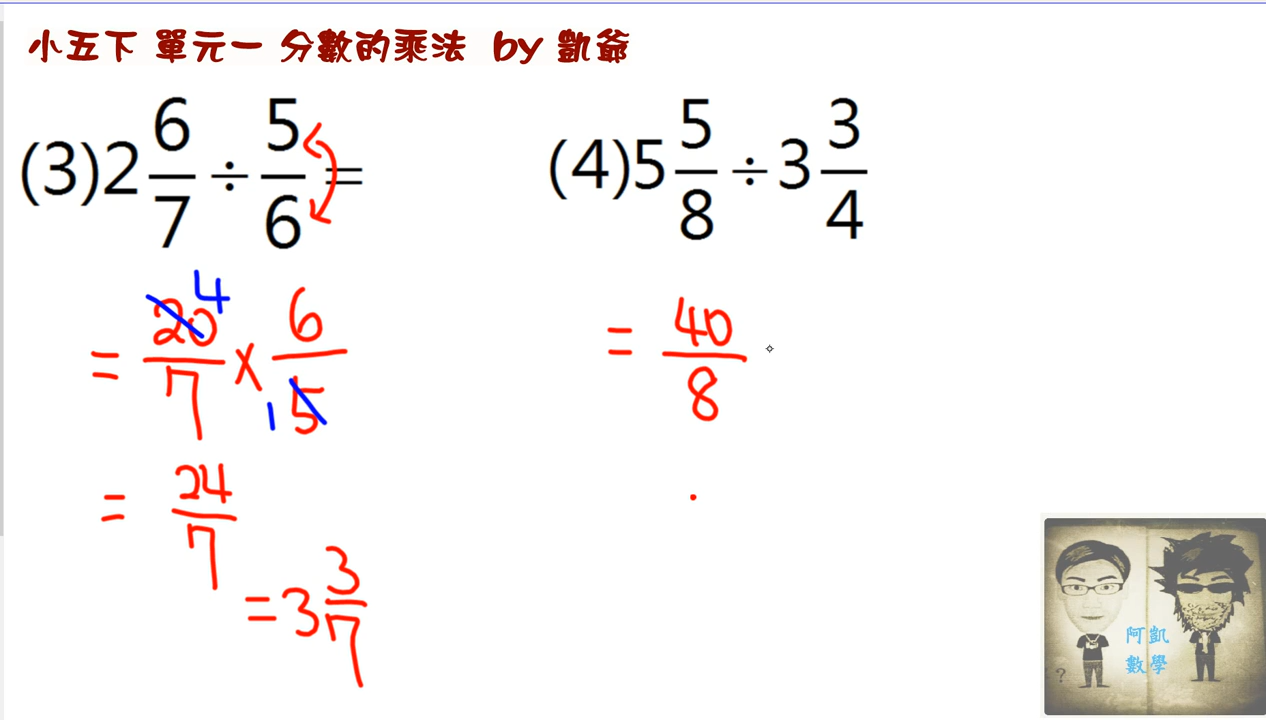 小五下 單元一 分數的乘法 by 凱爺
(3) 2 6/7 ÷ 5/6 =
= 20/7 × 6/5
4
1
= 24/7
= 3 3/7
(4) 5 5/8 ÷ 3 3/4
= 40/8
阿凱
數學
?